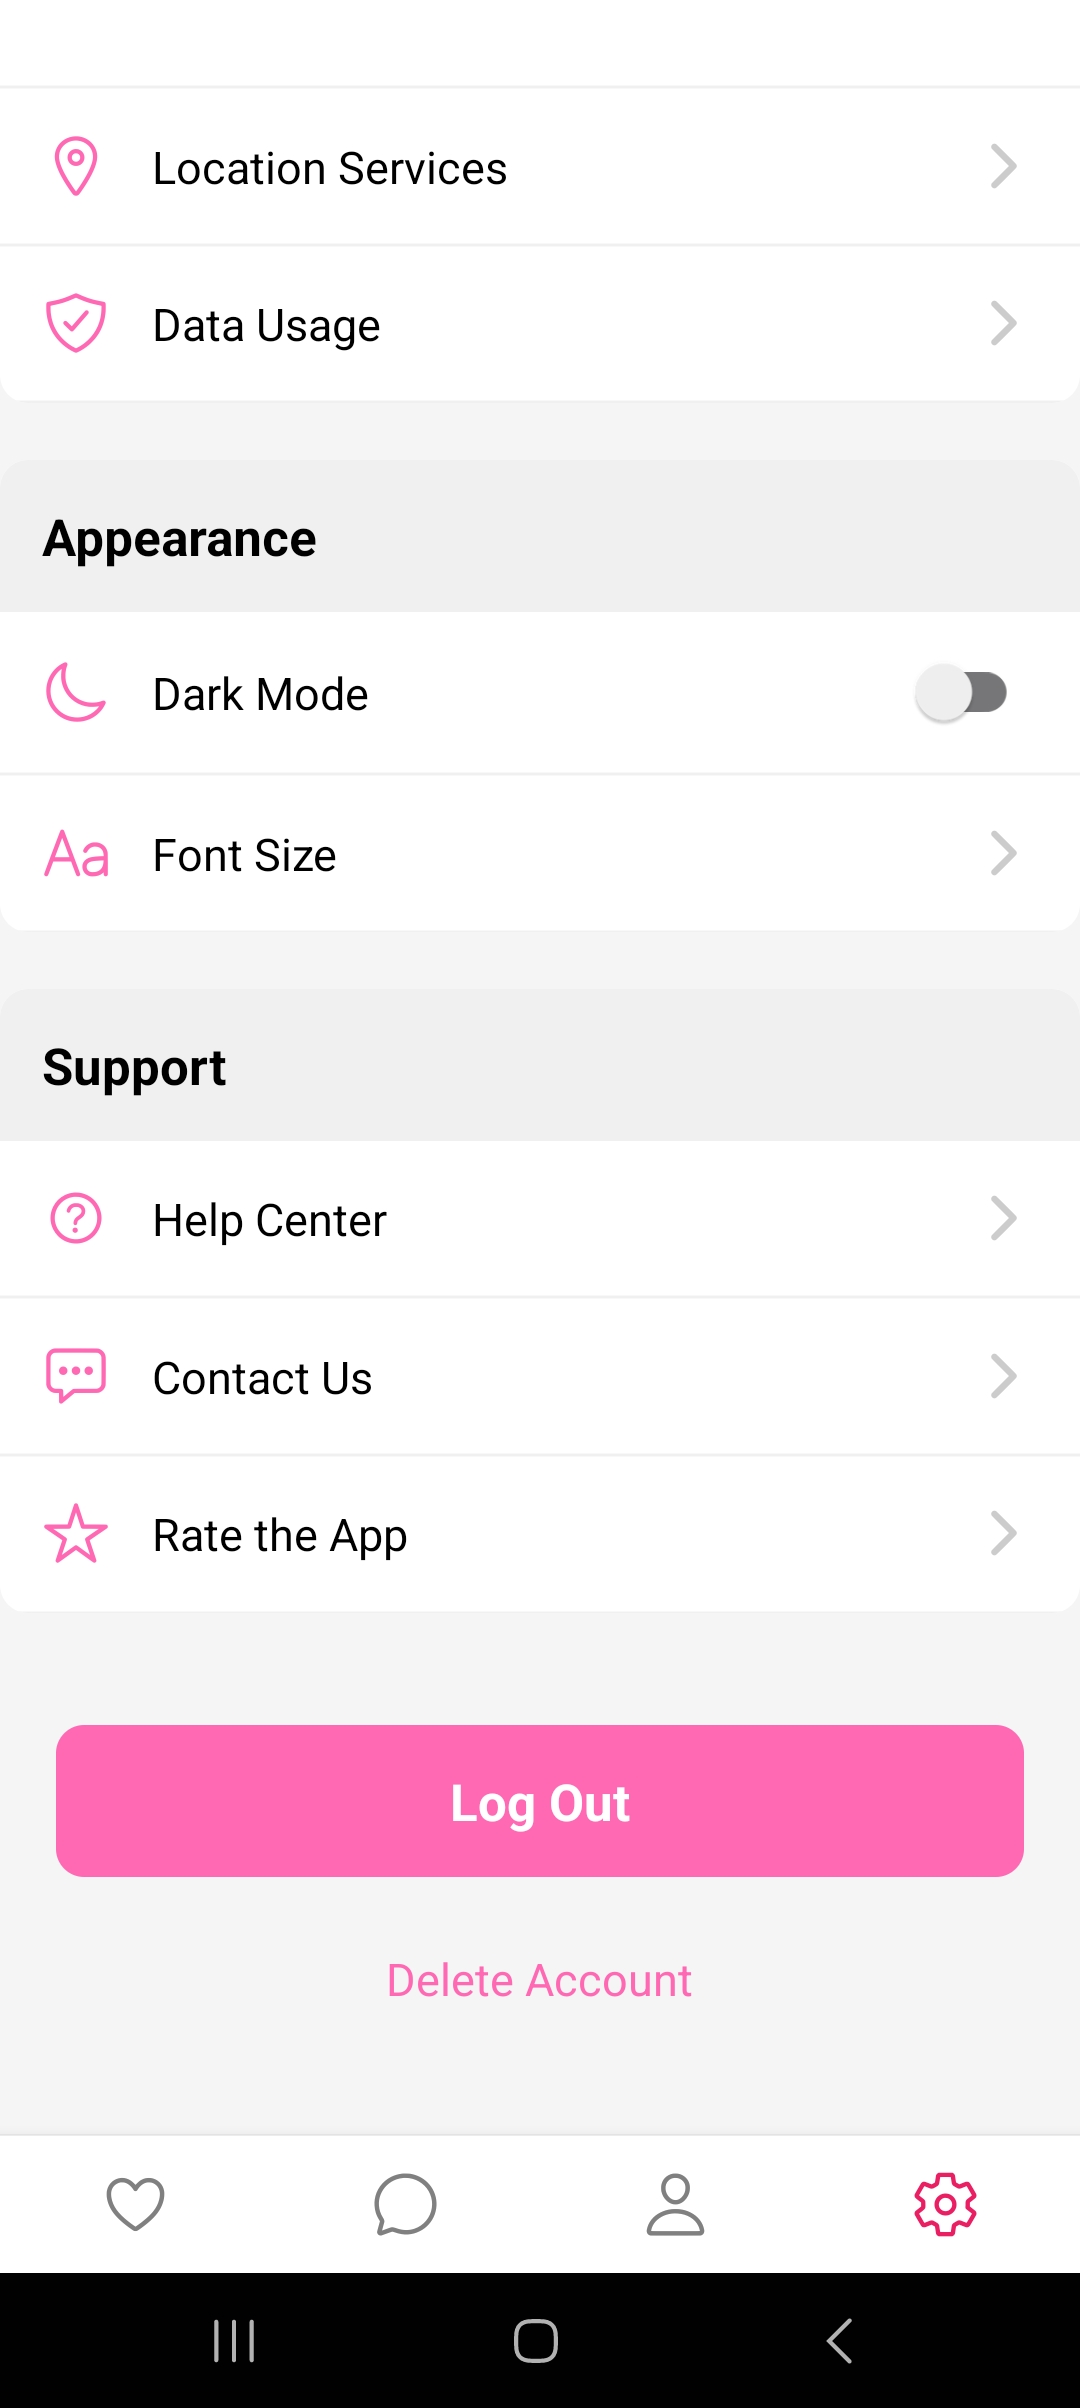 Location Services
Data Usage
Appearance
Dark Mode
Aa Font Size
Support
Help Center
Contact Us
Rate the App
Log Out
Delete Account